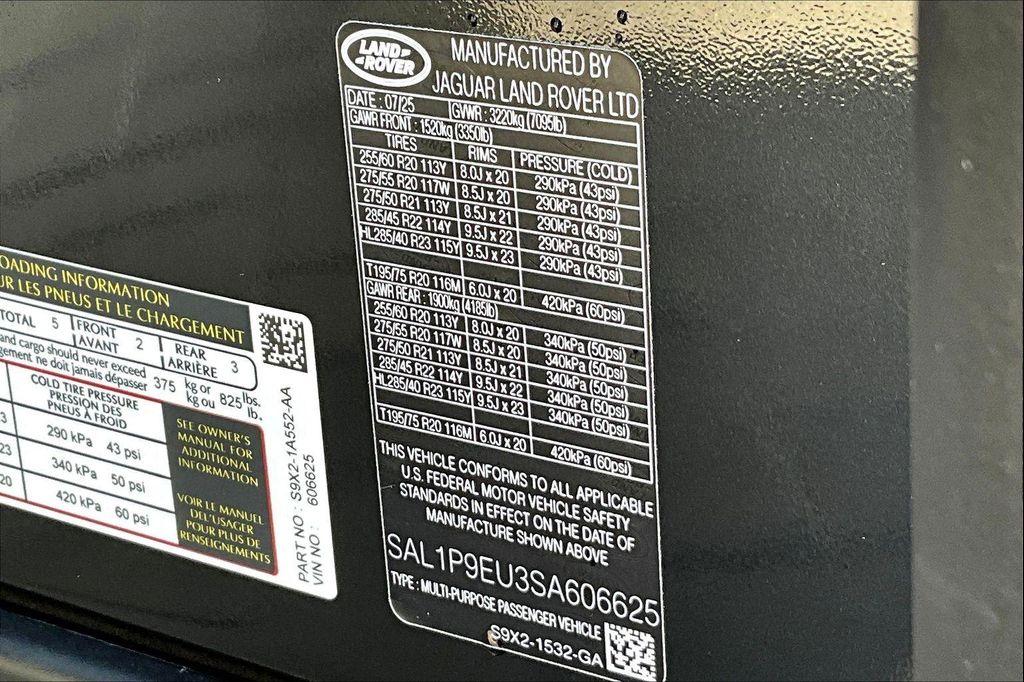 LAND ROVER
MANUFACTURED BY
JAGUAR LAND ROVER LTD
DATE : 07/25 GVWR : 3220kg (7095lb)
GAWR FRONT : 1520kg (3350lb)
TIRES RIMS PRESSURE (COLD)
255/60 R20 113Y 8.0J x 20 290kPa (43psi)
275/55 R20 117W 8.5J x 20 290kPa (43psi)
275/50 R21 113Y 8.5J x 21 290kPa (43psi)
285/45 R22 114Y 9.5J x 22 290kPa (43psi)
HL285/40 R23 115Y 9.5J x 23 290kPa (43psi)
T195/75 R20 116M 6.0J x 20 420kPa (60psi)
GAWR REAR : 1900kg (4185lb)
255/60 R20 113Y 8.0J x 20 340kPa (50psi)
275/55 R20 117W 8.5J x 20 340kPa (50psi)
275/50 R21 113Y 8.5J x 21 340kPa (50psi)
285/45 R22 114Y 9.5J x 22 340kPa (50psi)
HL285/40 R23 115Y 9.5J x 23 340kPa (50psi)
T195/75 R20 116M 6.0J x 20 420kPa (60psi)
THIS VEHICLE CONFORMS TO ALL APPLICABLE
U.S. FEDERAL MOTOR VEHICLE SAFETY
STANDARDS IN EFFECT ON THE DATE OF
MANUFACTURE SHOWN ABOVE
SAL1P9EU3SA606625
TYPE : MULTI-PURPOSE PASSENGER VEHICLE
S9X2-1532-GA
OADING INFORMATION
UR LES PNEUS ET LE CHARGEMENT
TOTAL 5 FRONT AVANT 2 REAR ARRIÈRE 3
and cargo should never exceed 375 kg or 825 lbs.
gement ne doit jamais dépasser kg ou lb.
COLD TIRE PRESSURE
PRESSION DES
PNEUS À FROID
3 290 kPa 43 psi
23 340 kPa 50 psi
20 420 kPa 60 psi
SEE OWNER'S
MANUAL FOR
ADDITIONAL
INFORMATION
VOIR LE MANUEL
DE L'USAGER
POUR PLUS DE
RENSEIGNEMENTS
PART NO : S9X2-1A552-AA
VIN NO : 606625